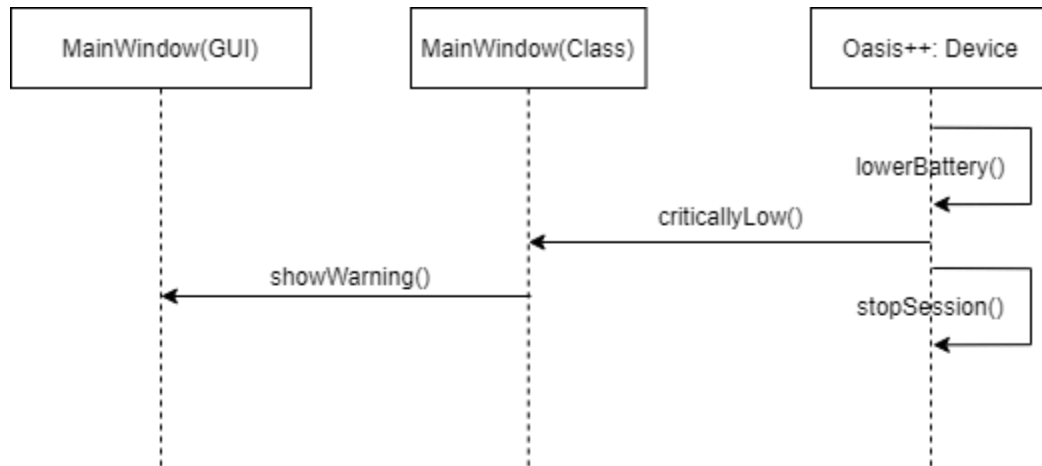 MainWindow(GUI)
MainWindow(Class)
Oasis++: Device
lowerBattery()
criticallyLow()
showWarning()
stopSession()